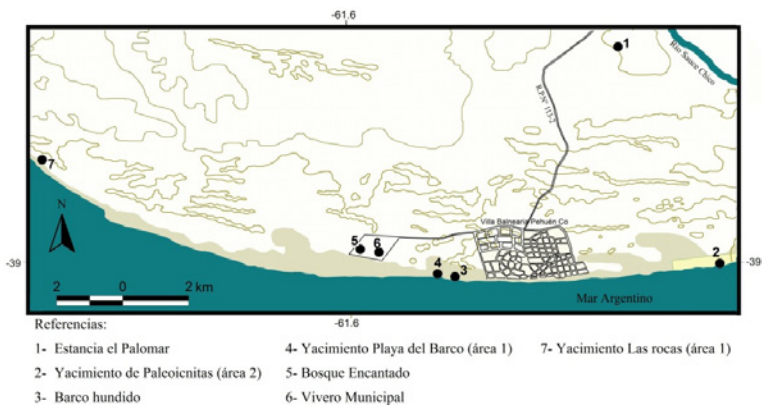 -61.6
1
Río Sauce Chico
R.P.Nº 113-2
7
N
Villa Balnearia Pehuén Co
5
6
2
-39
-39
4
3
2 0 2 km
Mar Argentino
-61.6
Referencias:
1- Estancia el Palomar
4- Yacimiento Playa del Barco (área 1)
7- Yacimiento Las rocas (área 1)
2- Yacimiento de Paleoicnitas (área 2)
5- Bosque Encantado
3- Barco hundido
6- Vivero Municipal